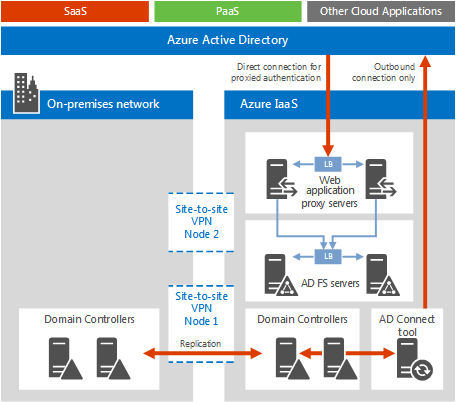 SaaS
PaaS
Other Cloud Applications
Azure Active Directory
Direct connection for
proxied authentication
Outbound
connection only
On-premises network
Azure IaaS
LB
Web
application
proxy servers
Site-to-site
VPN
Node 2
LB
AD FS servers
Site-to-site
VPN
Node 1
Domain Controllers
Replication
Domain Controllers
AD Connect
tool